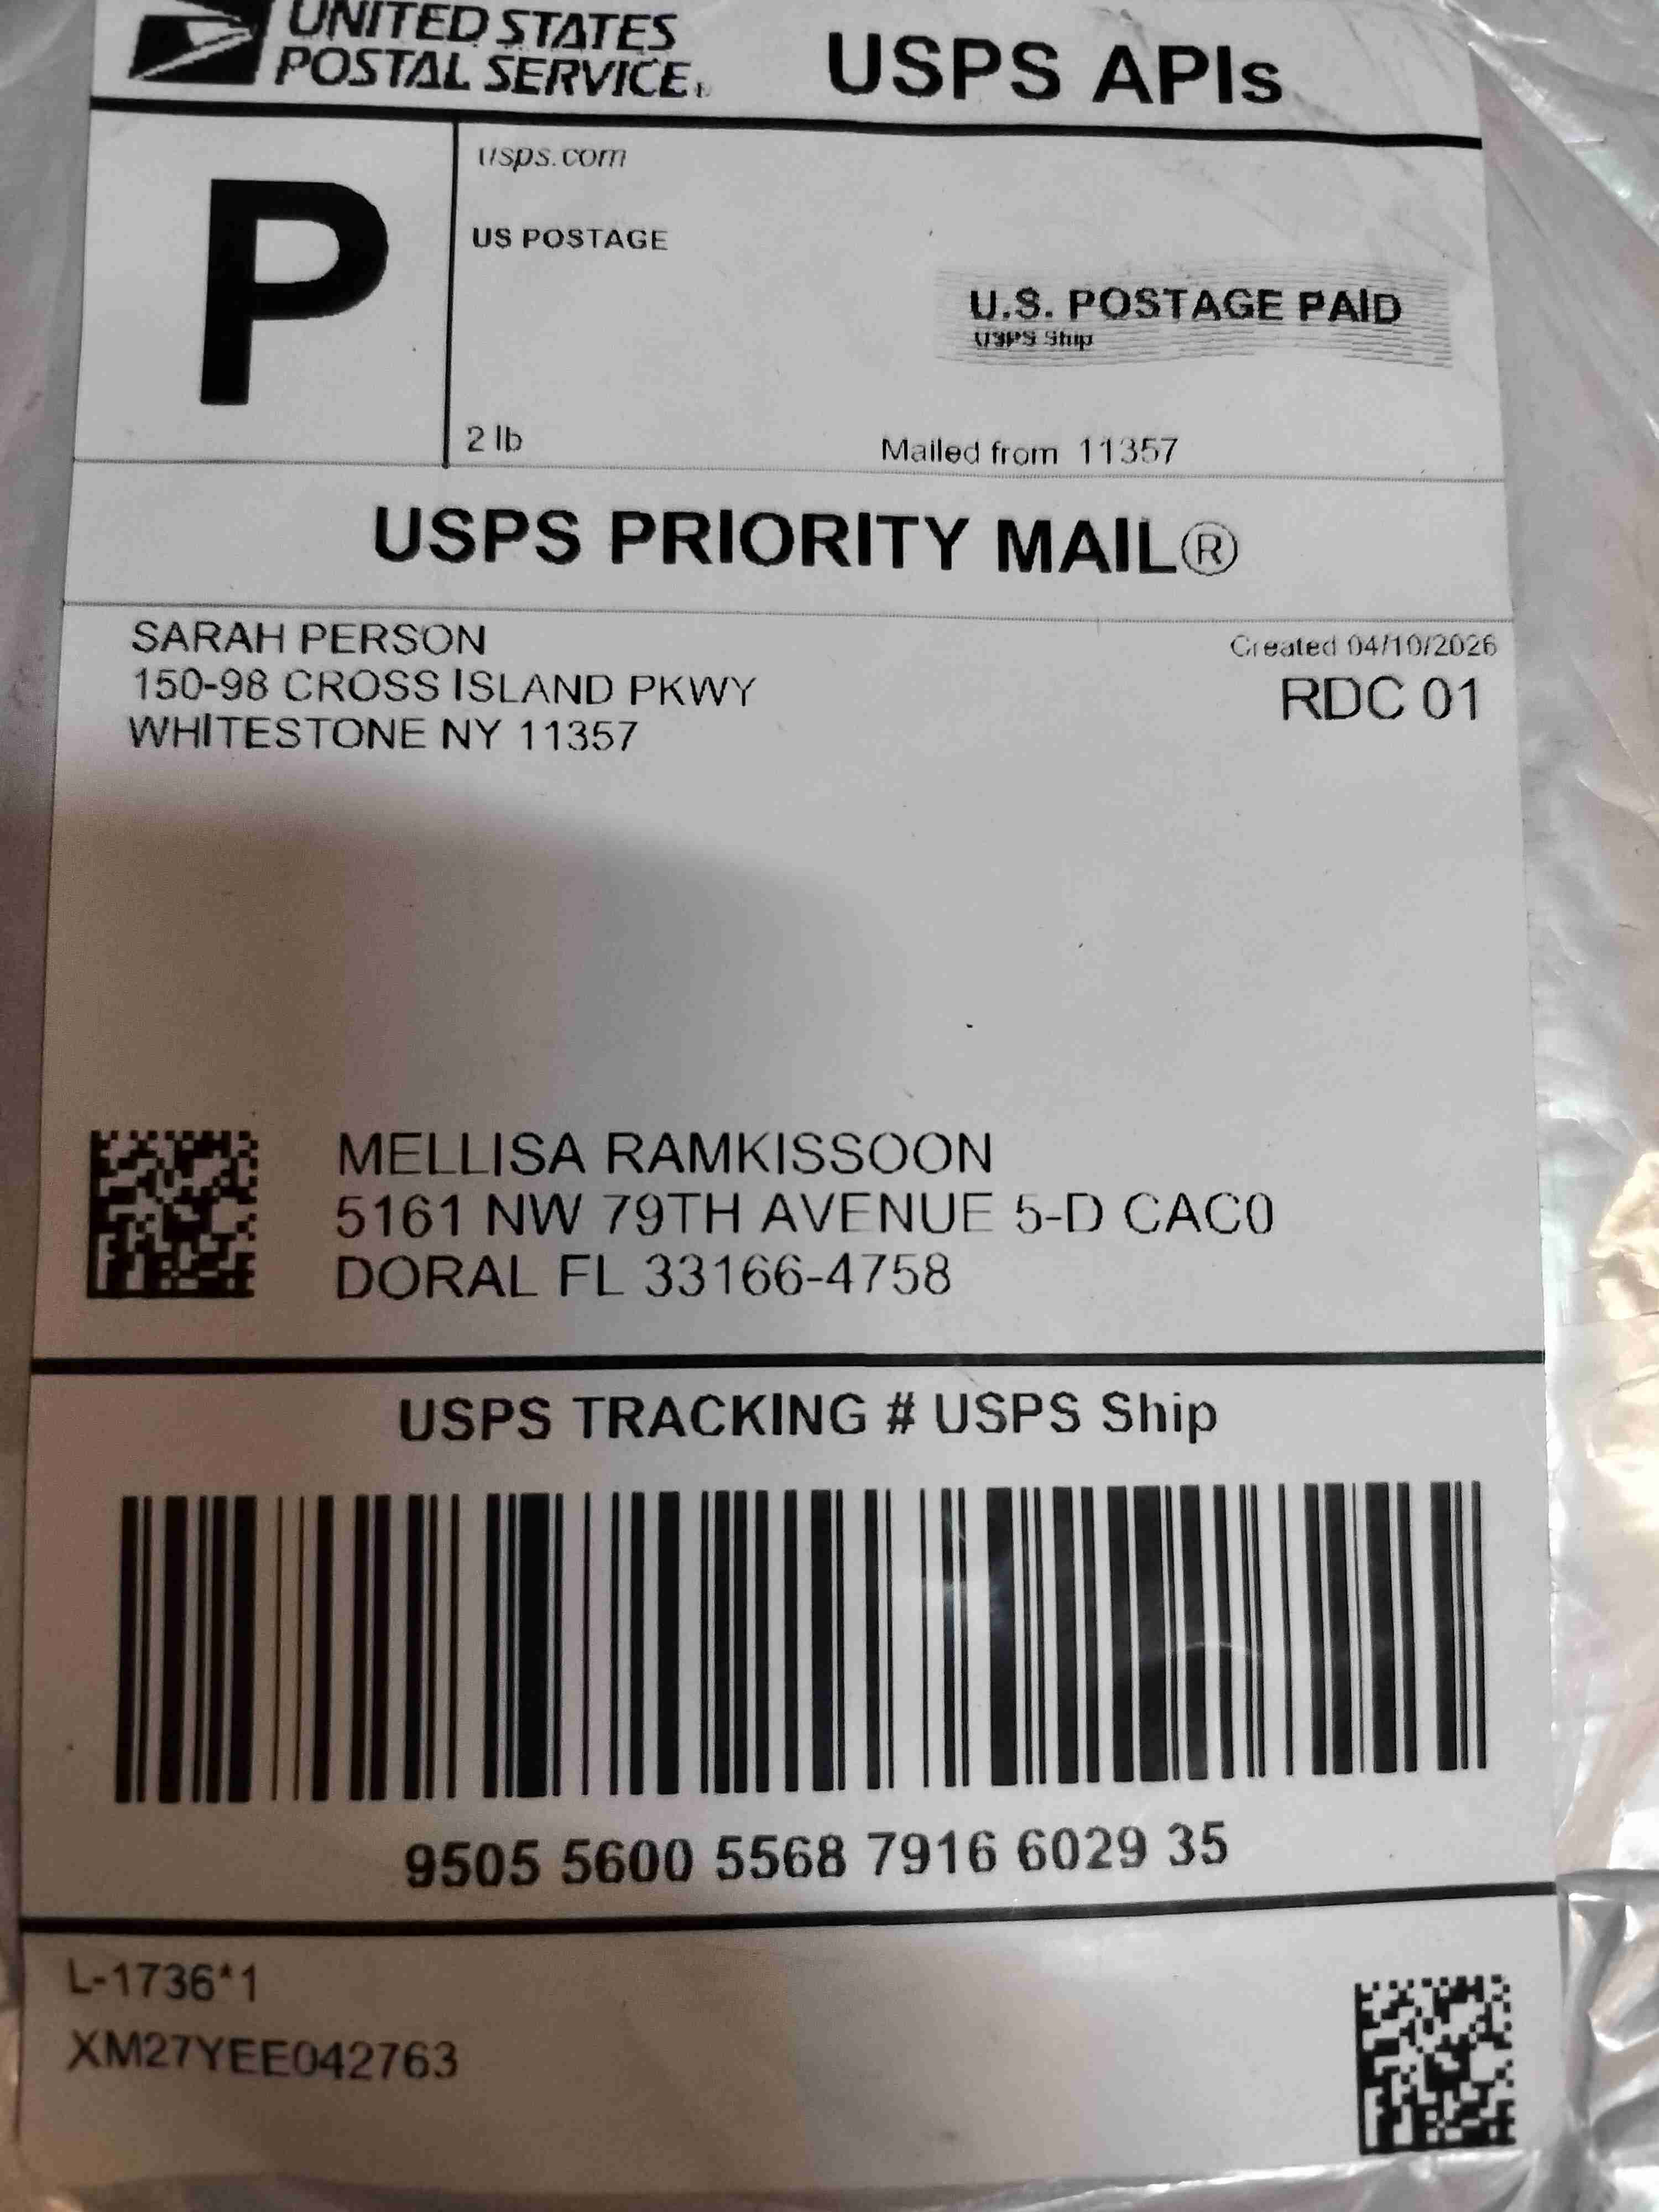 UNITED STATES
POSTAL SERVICE.
USPS APIs
P
usps.com
US POSTAGE
U.S. POSTAGE PAID
USPS Ship
2 lb
Mailed from 11357
USPS PRIORITY MAIL®
SARAH PERSON
150-98 CROSS ISLAND PKWY
WHITESTONE NY 11357
Created 04/10/2026
RDC 01
MELLISA RAMKISSOON
5161 NW 79TH AVENUE 5-D CAC0
DORAL FL 33166-4758
USPS TRACKING # USPS Ship
9505 5600 5568 7916 6029 35
L-1736*1
XM27YEE042763